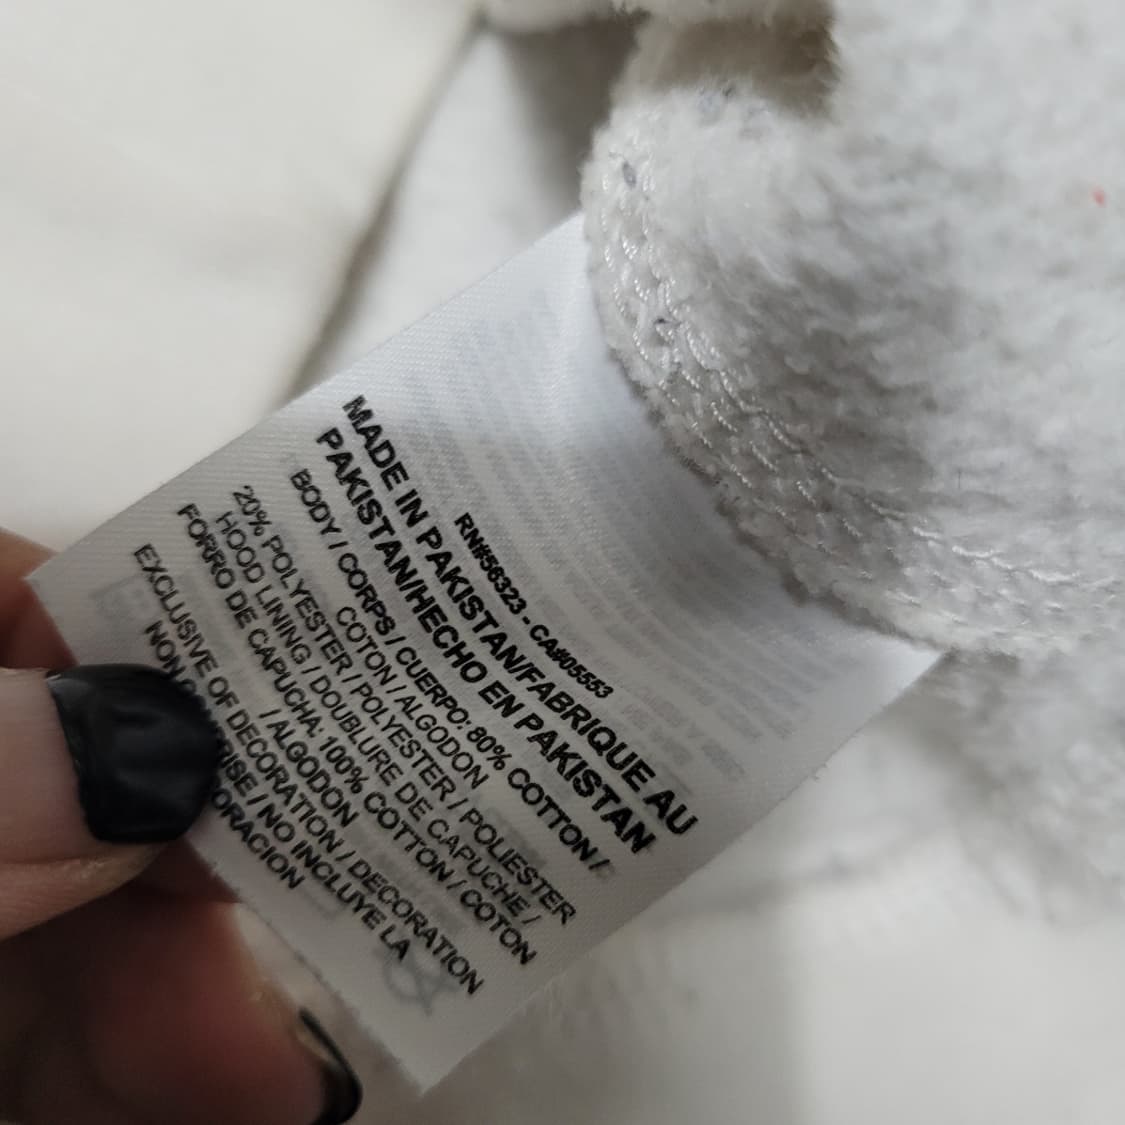 RN#56323 - CA#05553
MADE IN PAKISTAN/FABRIQUE AU
PAKISTAN/HECHO EN PAKISTAN
BODY / CORPS / CUERPO: 80% COTTON /
COTON / ALGODON
20% POLYESTER / POLYESTER / POLIESTER
HOOD LINING / DOUBLURE DE CAPUCHE /
FORRO DE CAPUCHA: 100% COTTON / COTON
/ ALGODON
EXCLUSIVE OF DECORATION / DECORATION
NON / NO INCLUYE LA